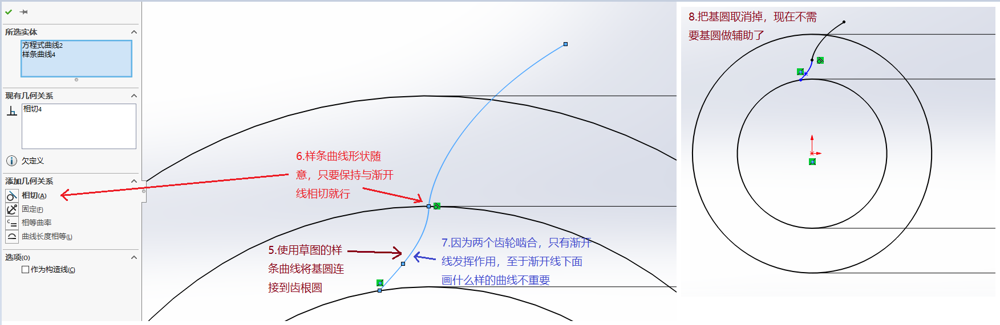 所选实体
方程式曲线2
样条曲线4
现有几何关系
相切4
欠定义
添加几何关系
相切(A)
固定(F)
相等曲率
曲线长度相等(L)
选项(O)
作为构造线(C)
6.样条曲线形状随
意，只要保持与渐开
线相切就行
5.使用草图的样
条曲线将基圆连
接到齿根圆
7.因为两个齿轮啮合，只有渐开
线发挥作用，至于渐开线下面
画什么样的曲线不重要
8.把基圆取消掉，现在不需
要基圆做辅助了